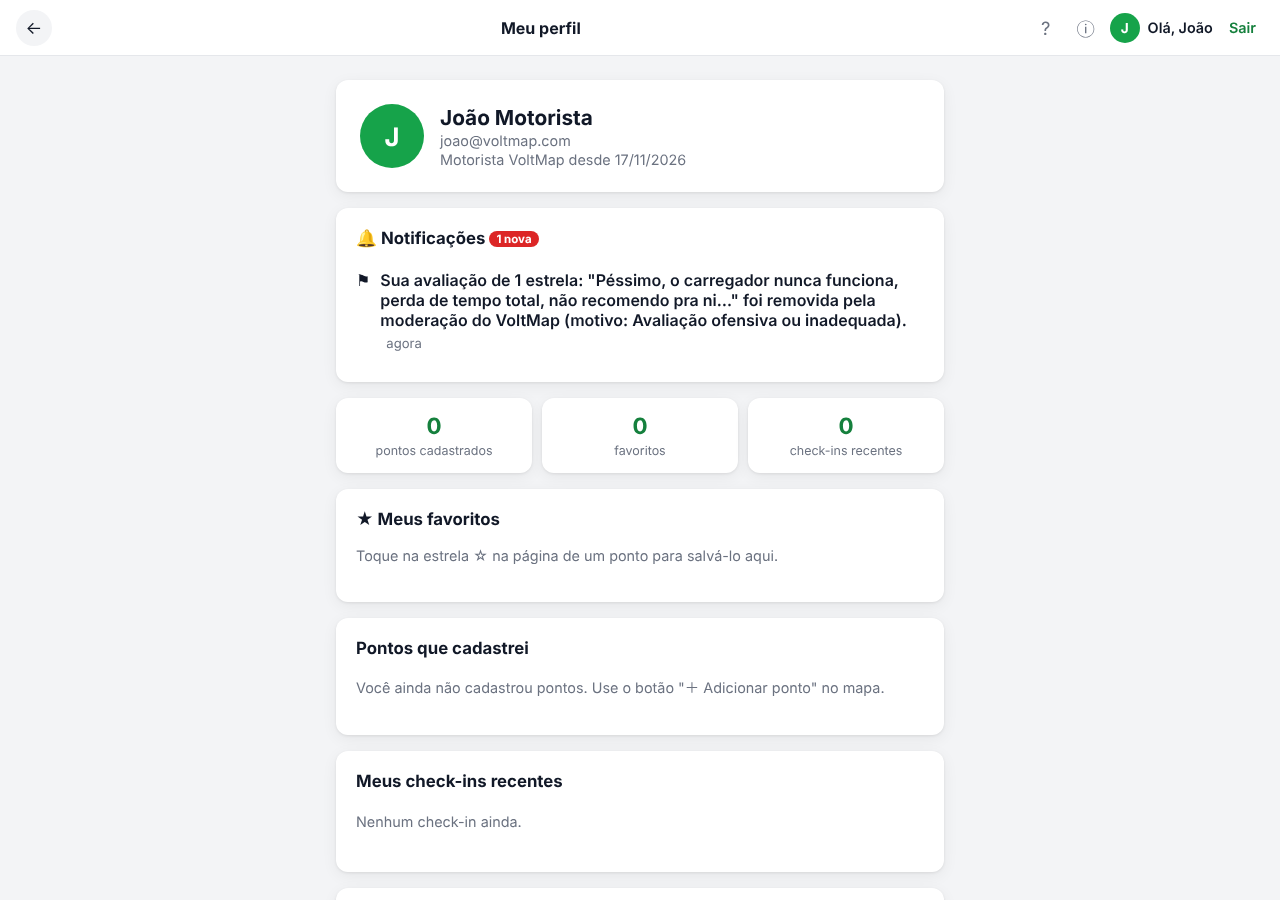 ←
Meu perfil
? ⓘ J Olá, João Sair
J
João Motorista
joao@voltmap.com
Motorista VoltMap desde 17/11/2026
🔔 Notificações 1 nova
⚑ Sua avaliação de 1 estrela: "Péssimo, o carregador nunca funciona,
perda de tempo total, não recomendo pra ni…" foi removida pela
moderação do VoltMap (motivo: Avaliação ofensiva ou inadequada).
agora
0
pontos cadastrados
0
favoritos
0
check-ins recentes
★ Meus favoritos
Toque na estrela ☆ na página de um ponto para salvá-lo aqui.
Pontos que cadastrei
Você ainda não cadastrou pontos. Use o botão "＋ Adicionar ponto" no mapa.
Meus check-ins recentes
Nenhum check-in ainda.